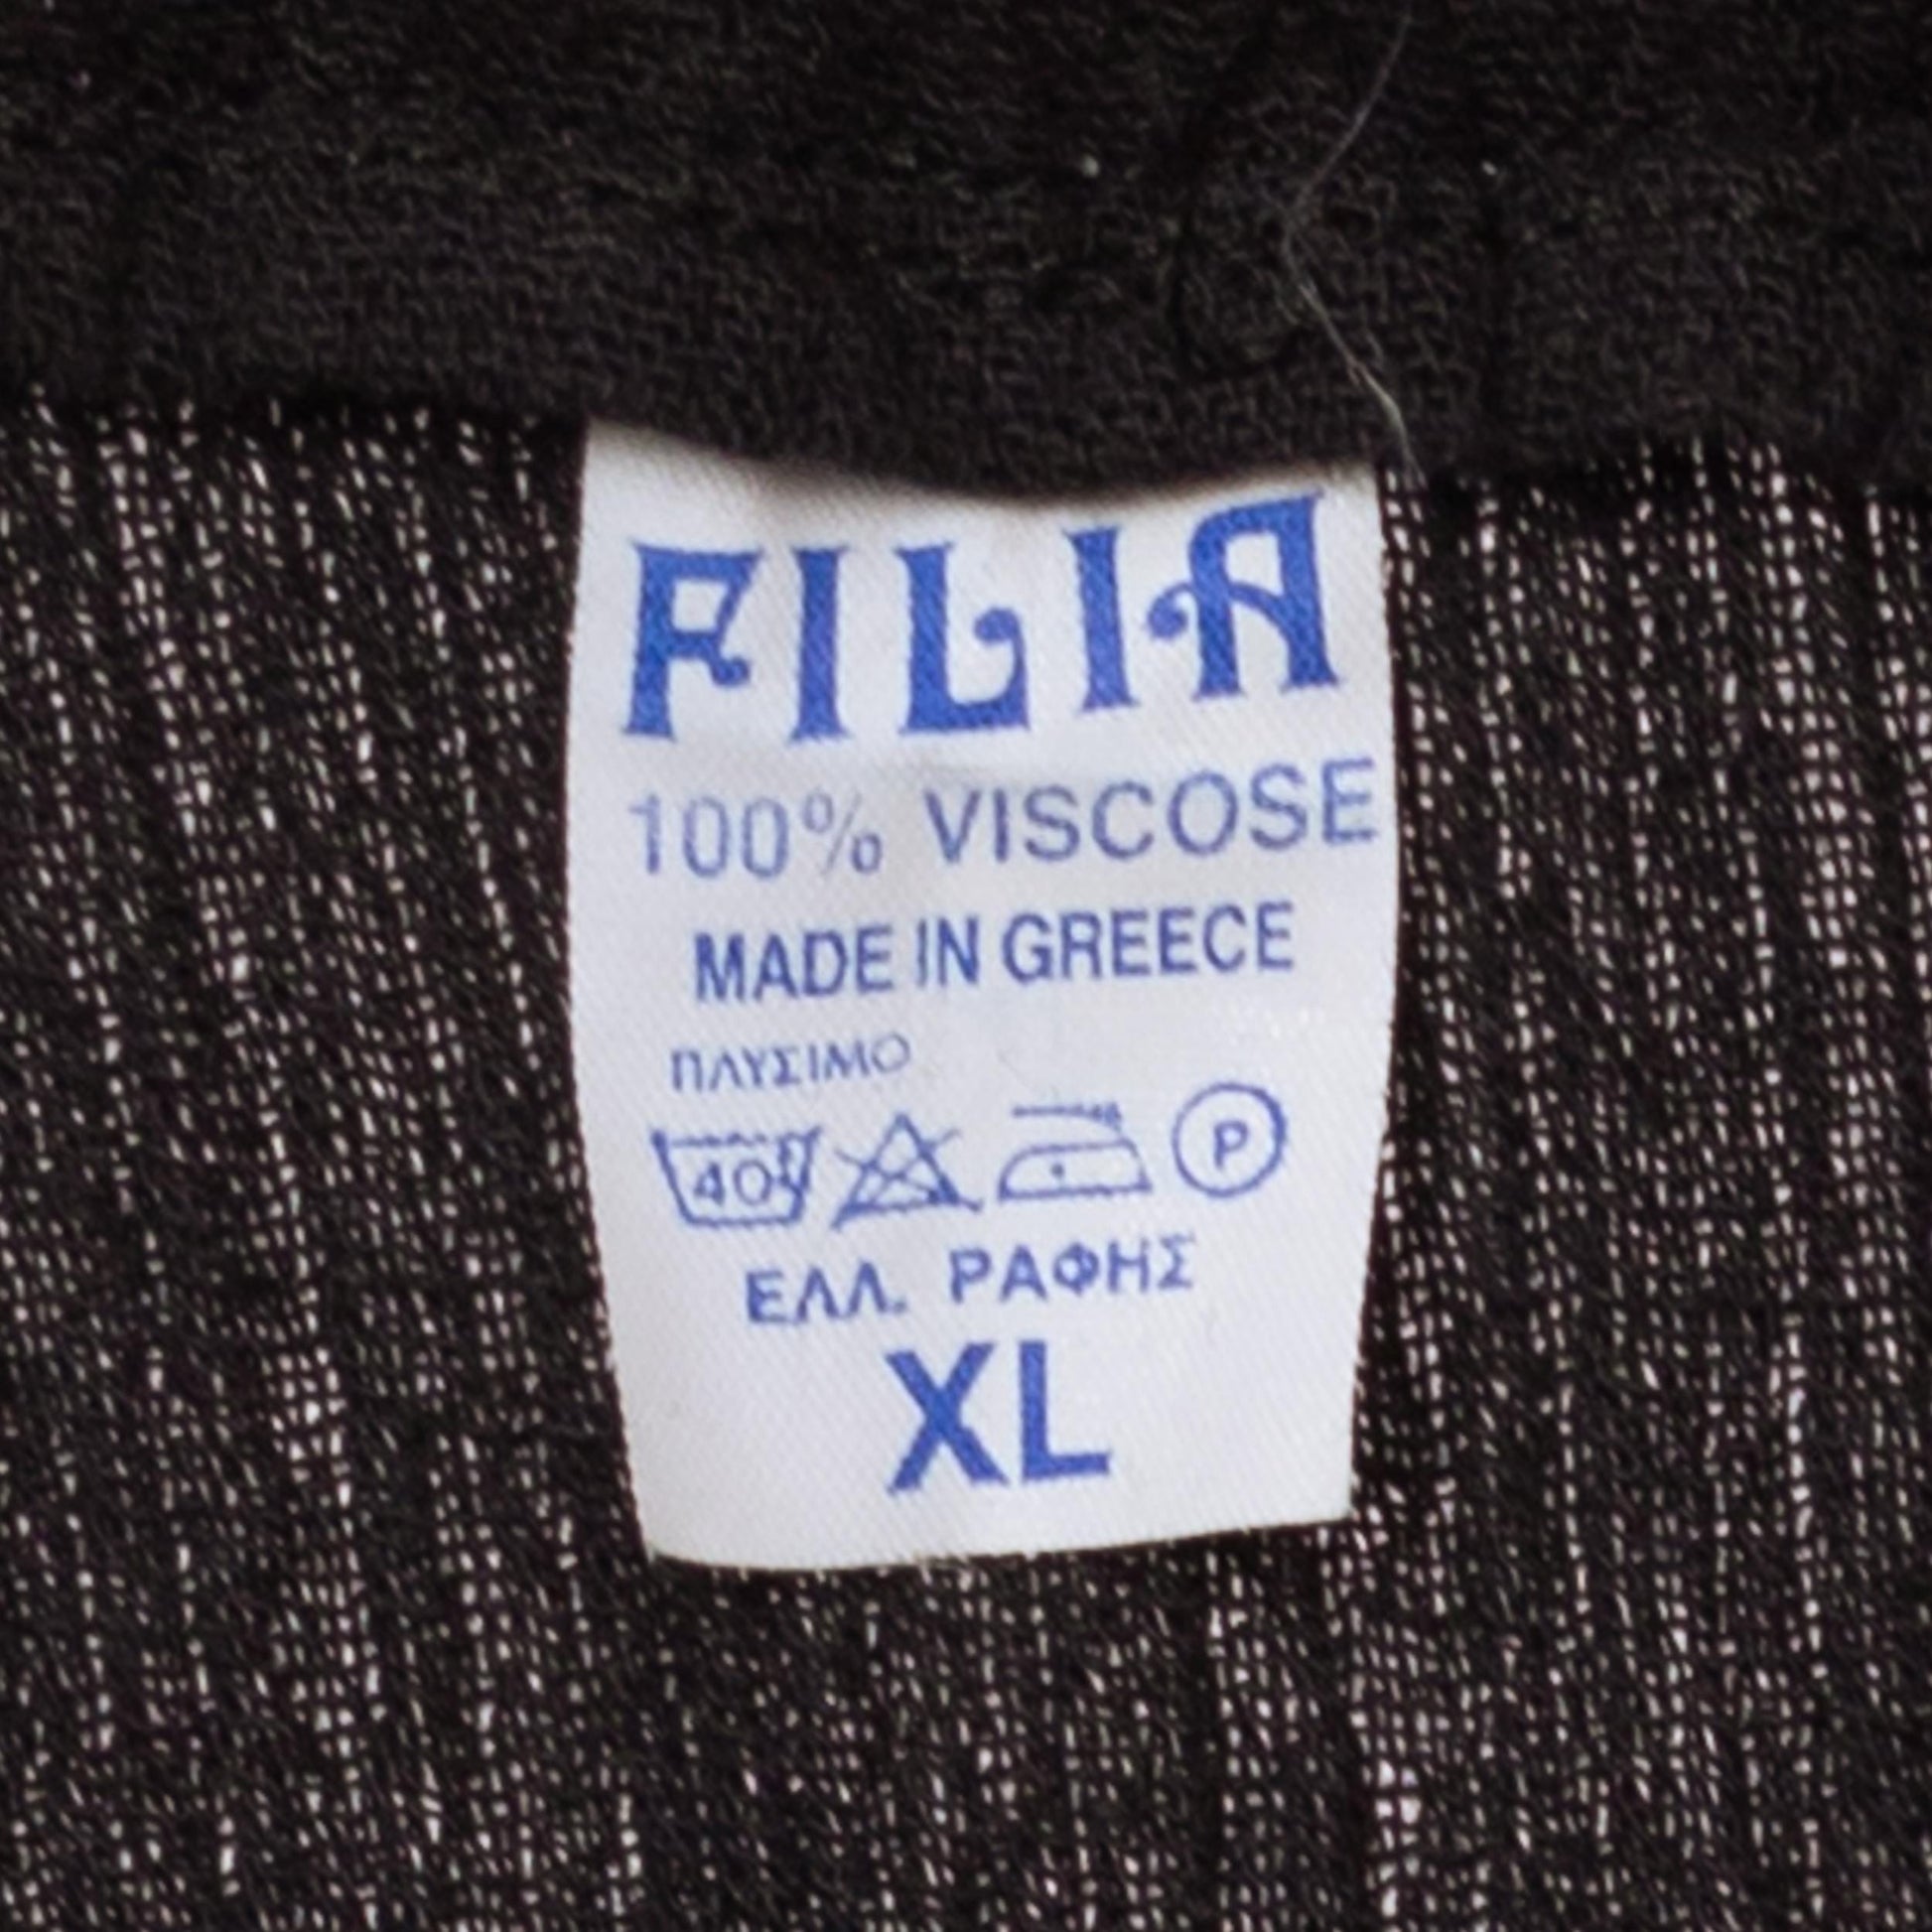 FILIA
100% VISCOSE
MADE IN GREECE
ΠΛΥΣΙΜΟ
40° P
ΕΛΛ. ΡΑΦΗΣ
XL